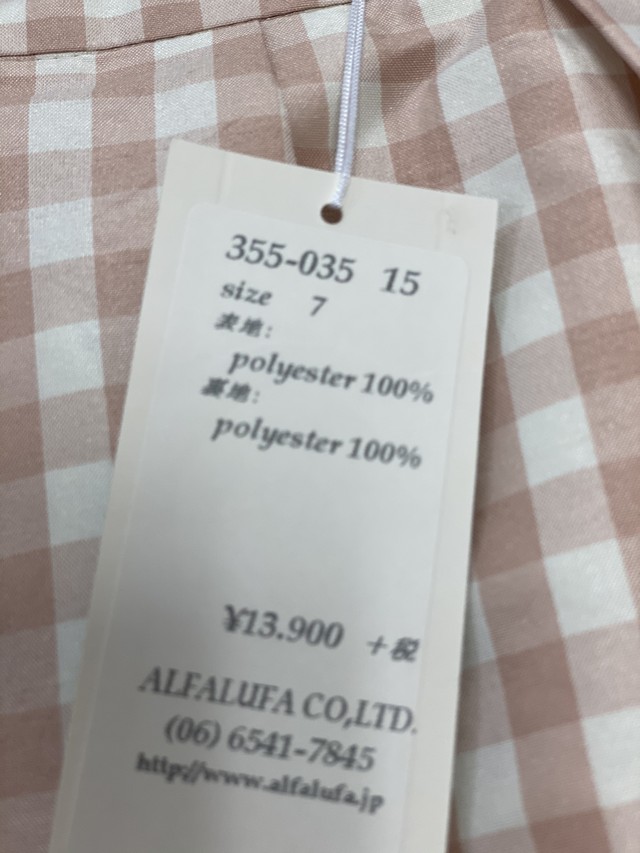 355-035 15
size 7
表地:
polyester 100%
裏地:
polyester 100%
¥13.900 +税
ALFALUFA CO,LTD.
(06) 6541-7845
http://www.alfalufa.jp